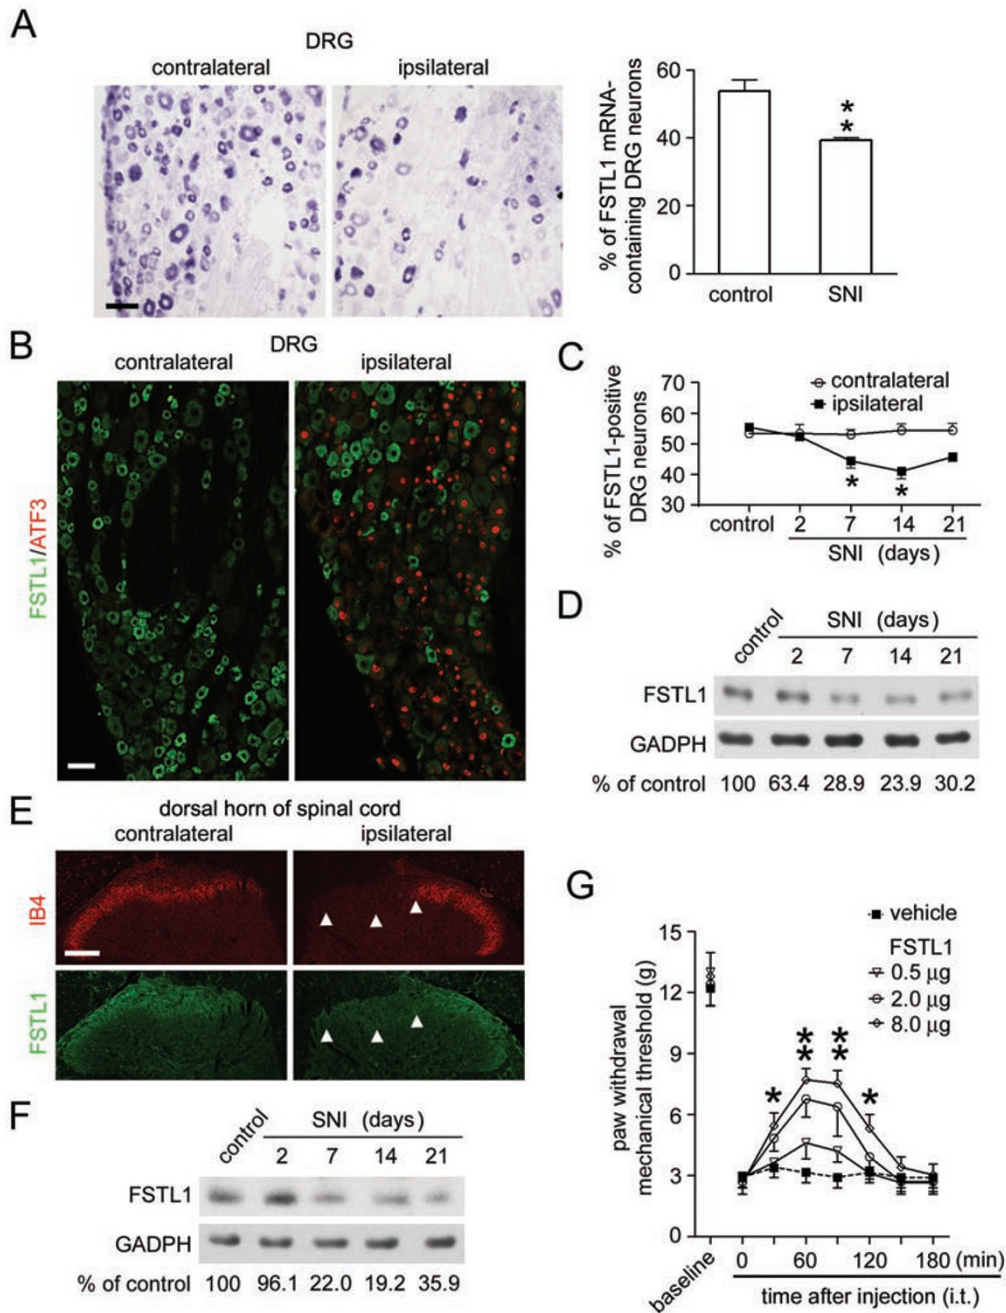 A
DRG
contralateral ipsilateral
% of FSTL1 mRNA-
containing DRG neurons
60
40
20
0
* *
control SNI
B
DRG
contralateral ipsilateral
FSTL1/ATF3
C
contralateral
ipsilateral
% of FSTL1-positive
DRG neurons
70
60
50
40
30
* *
control 2 7 14 21
SNI (days)
D
control
SNI (days)
2 7 14 21
FSTL1
GADPH
% of control 100 63.4 28.9 23.9 30.2
E
dorsal horn of spinal cord
contralateral ipsilateral
IB4
FSTL1
F
control
SNI (days)
2 7 14 21
FSTL1
GADPH
% of control 100 96.1 22.0 19.2 35.9
G
vehicle
FSTL1
0.5 µg
2.0 µg
8.0 µg
paw withdrawal
mechanical threshold (g)
15
12
9
6
3
0
* ** ** *
baseline 0 60 120 180 (min)
time after injection (i.t.)